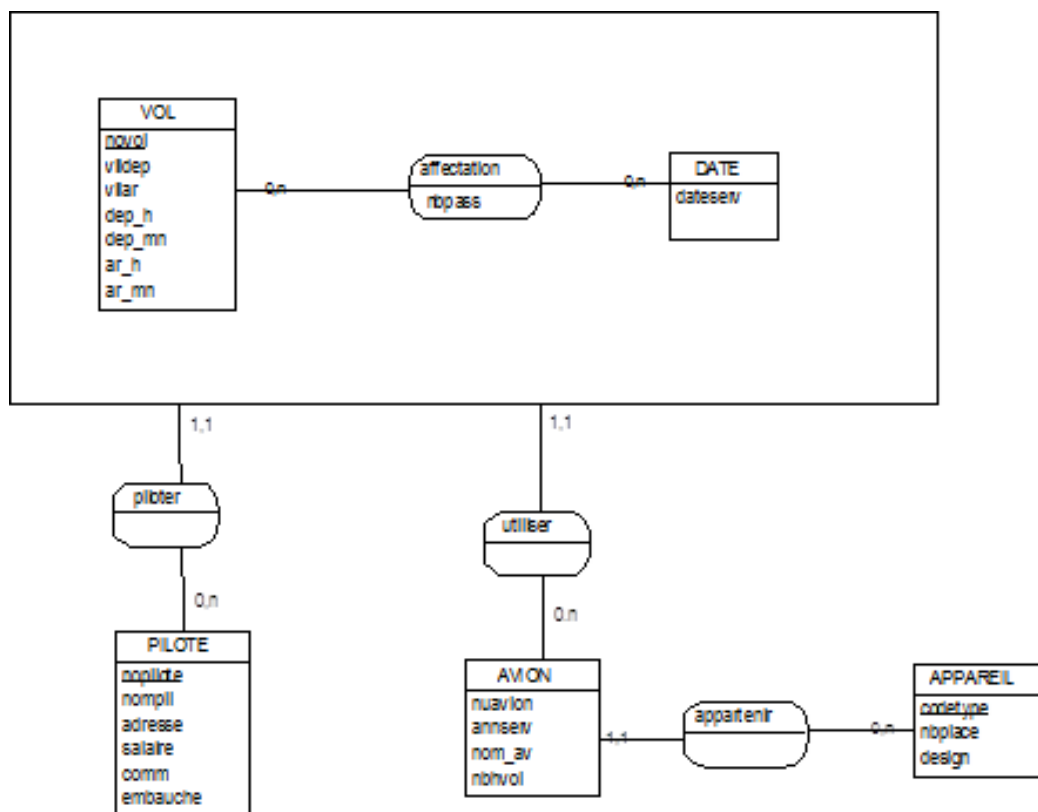 VOL
novol
vildep
vilar
dep_h
dep_mn
ar_h
ar_mn
0,n
affectation
nbpass
0,n
DATE
dateserv
1,1
1,1
piloter
utiliser
0,n
0.n
PILOTE
nopilote
nompil
adresse
salaire
comm
embauche
AVION
nuavion
annserv
nom_av
nbhvol
1,1
appartenir
0,n
APPAREIL
codetype
nbplace
design